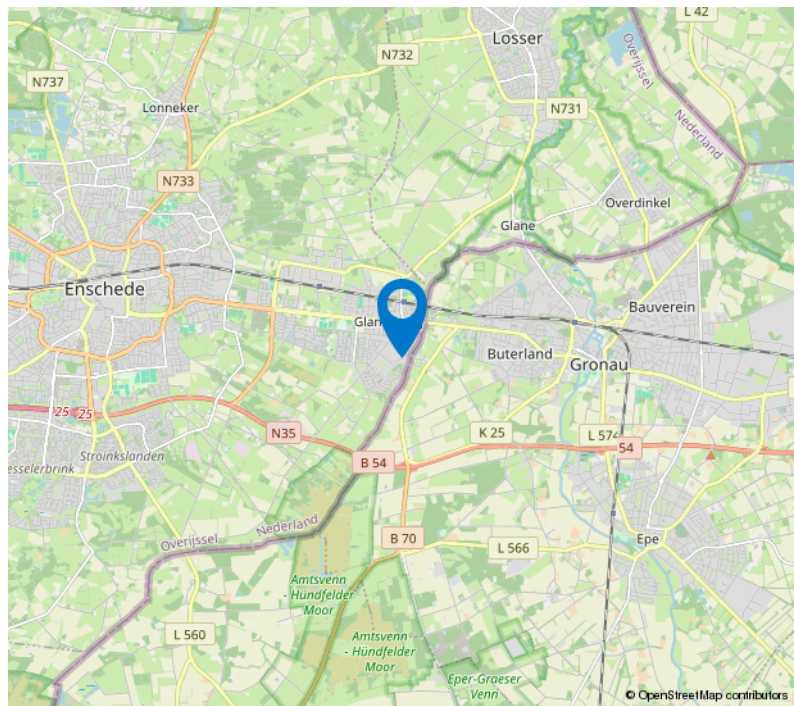 L 42
Losser
N732
N737
Lonneker
N731
Overijssel
Nederland
N733
Overdinkel
Glane
Enschede
Bauverein
Glan
Buterland
Gronau
25
25
N35
K 25
L 574
54
Stroinkslanden
esselerbrink
B 54
Overijssel
Nederland
B 70
L 566
Epe
Amtsvenn
- Hündfelder
Moor
L 560
Amtsvenn
- Hündfelder
Moor
Eper-Graeser
Venn
© OpenStreetMap contributors